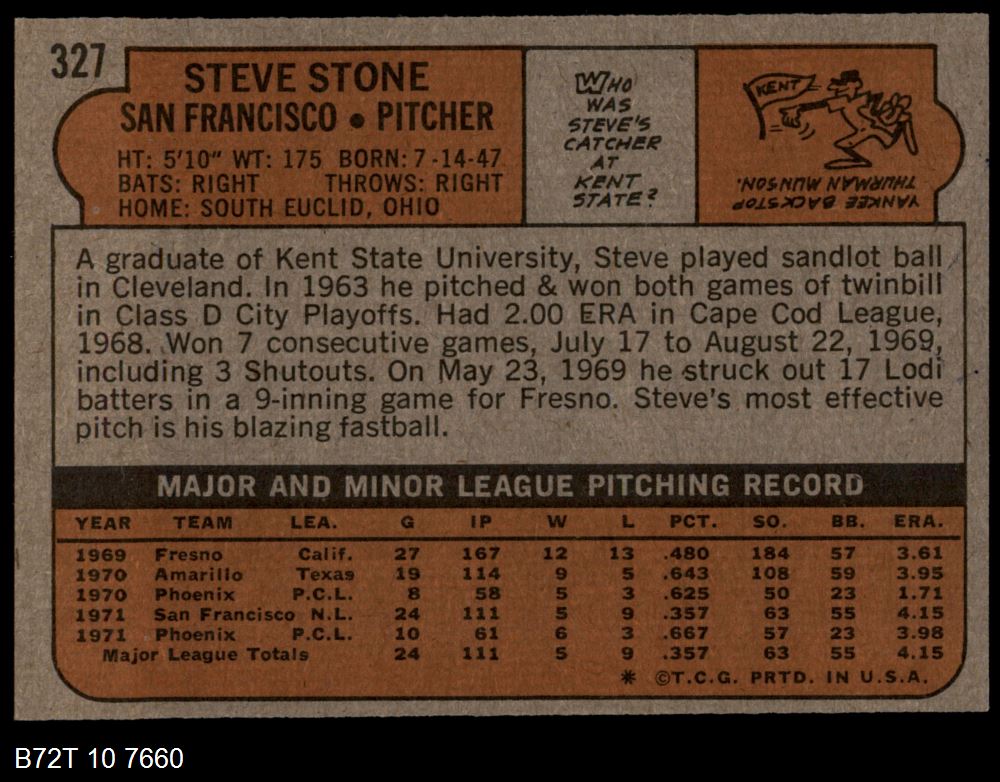 327
STEVE STONE
SAN FRANCISCO • PITCHER
HT: 5'10" WT: 175 BORN: 7-14-47
BATS: RIGHT THROWS: RIGHT
HOME: SOUTH EUCLID, OHIO
WHO
WAS
STEVE'S
CATCHER
AT
KENT
STATE?
KENT
YANKEE BACKSTOP
THURMAN MUNSON.
A graduate of Kent State University, Steve played sandlot ball
in Cleveland. In 1963 he pitched & won both games of twinbill
in Class D City Playoffs. Had 2.00 ERA in Cape Cod League,
1968. Won 7 consecutive games, July 17 to August 22, 1969,
including 3 Shutouts. On May 23, 1969 he struck out 17 Lodi
batters in a 9-inning game for Fresno. Steve's most effective
pitch is his blazing fastball.
MAJOR AND MINOR LEAGUE PITCHING RECORD
YEAR TEAM LEA. G IP W L PCT. SO. BB. ERA.
1969 Fresno Calif. 27 167 12 13 .480 184 57 3.61
1970 Amarillo Texas 19 114 9 5 .643 108 59 3.95
1970 Phoenix P.C.L. 8 58 5 3 .625 50 23 1.71
1971 San Francisco N.L. 24 111 5 9 .357 63 55 4.15
1971 Phoenix P.C.L. 10 61 6 3 .667 57 23 3.98
Major League Totals 24 111 5 9 .357 63 55 4.15
* ©T.C.G. PRTD. IN U.S.A.
B72T 10 7660